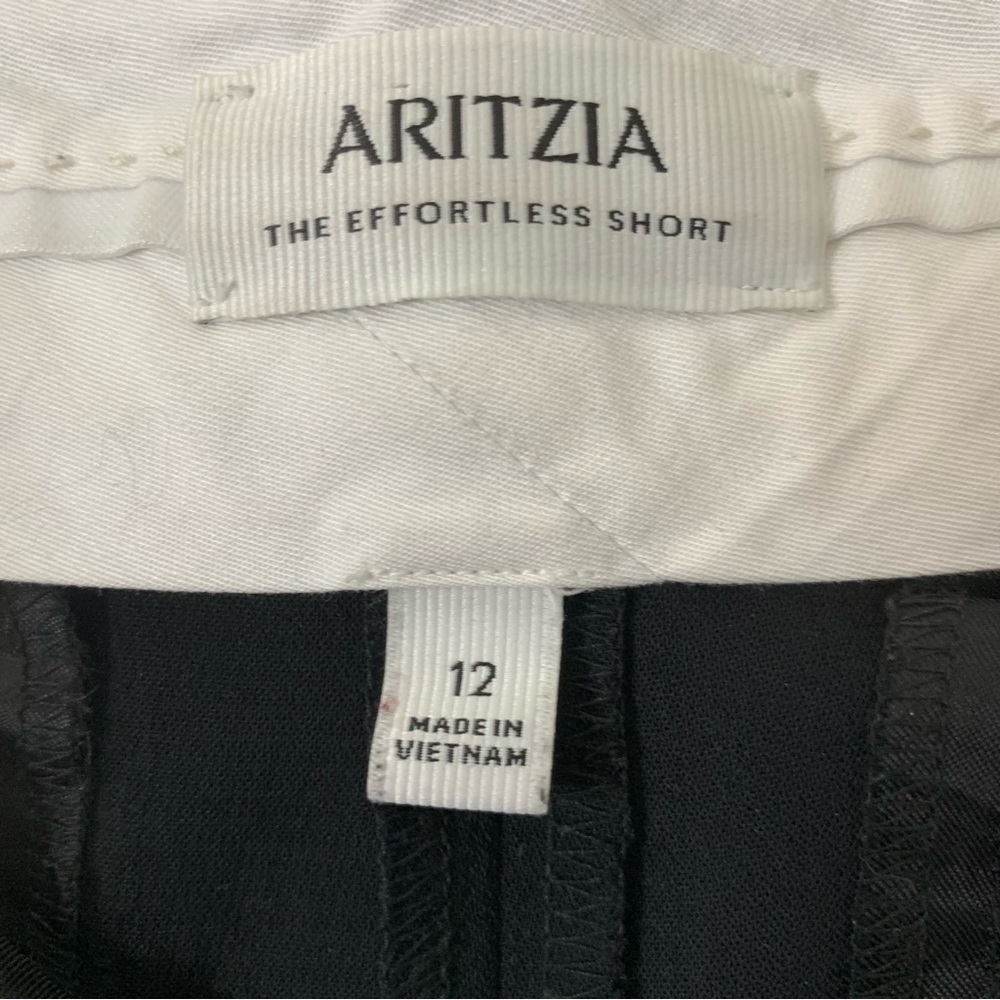 ARITZIA
THE EFFORTLESS SHORT
12
MADE IN
VIETNAM